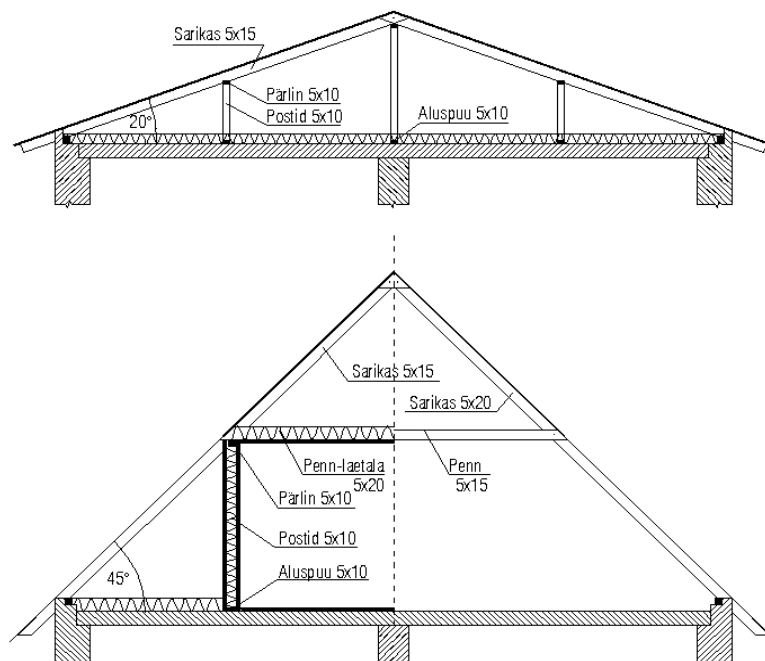 Sarikas 5x15
Pärlin 5x10
Postid 5x10
Aluspuu 5x10
20°
Sarikas 5x15
Sarikas 5x20
Penn-laetala
5x20
Penn
5x15
Pärlin 5x10
Postid 5x10
Aluspuu 5x10
45°